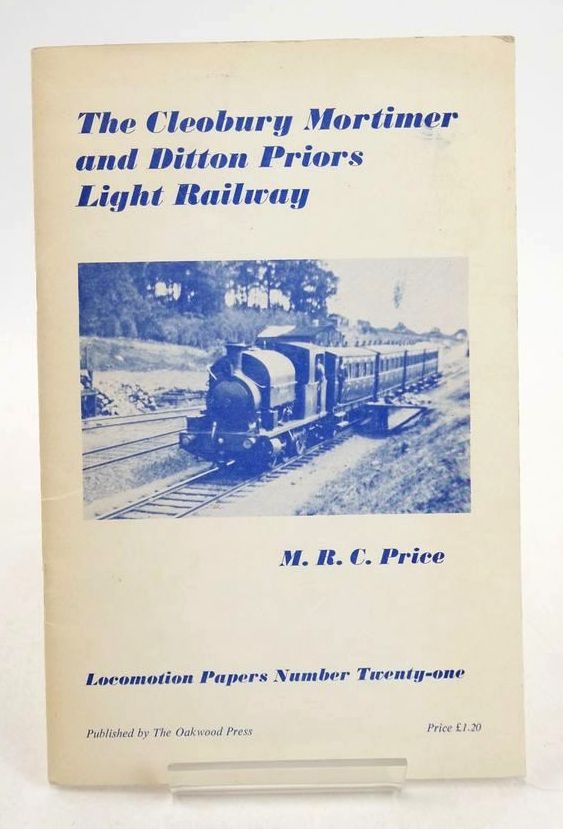 The Cleobury Mortimer
and Ditton Priors
Light Railway
M. R. C. Price
Locomotion Papers Number Twenty-one
Published by The Oakwood Press
Price £1.20